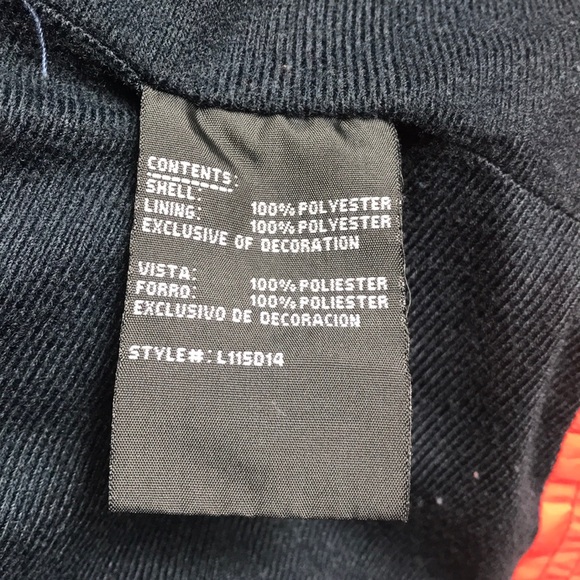 CONTENTS:
SHELL: 100% POLYESTER
LINING: 100% POLYESTER
EXCLUSIVE OF DECORATION
VISTA: 100% POLIESTER
FORRO: 100% POLIESTER
EXCLUSIVO DE DECORACION
STYLE#: L115D14